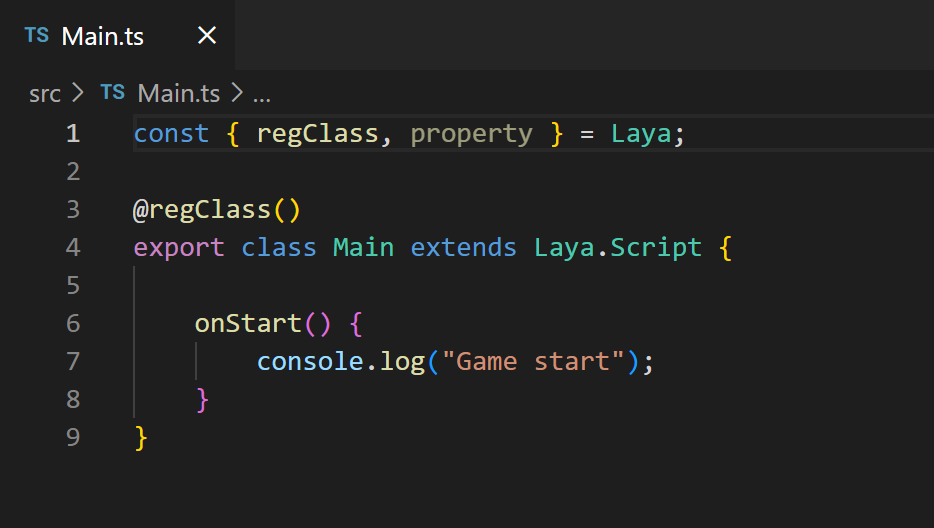 TS Main.ts ×
src > TS Main.ts > ...
1 const { regClass, property } = Laya;
2
3 @regClass()
4 export class Main extends Laya.Script {
5
6     onStart() {
7         console.log("Game start");
8     }
9 }